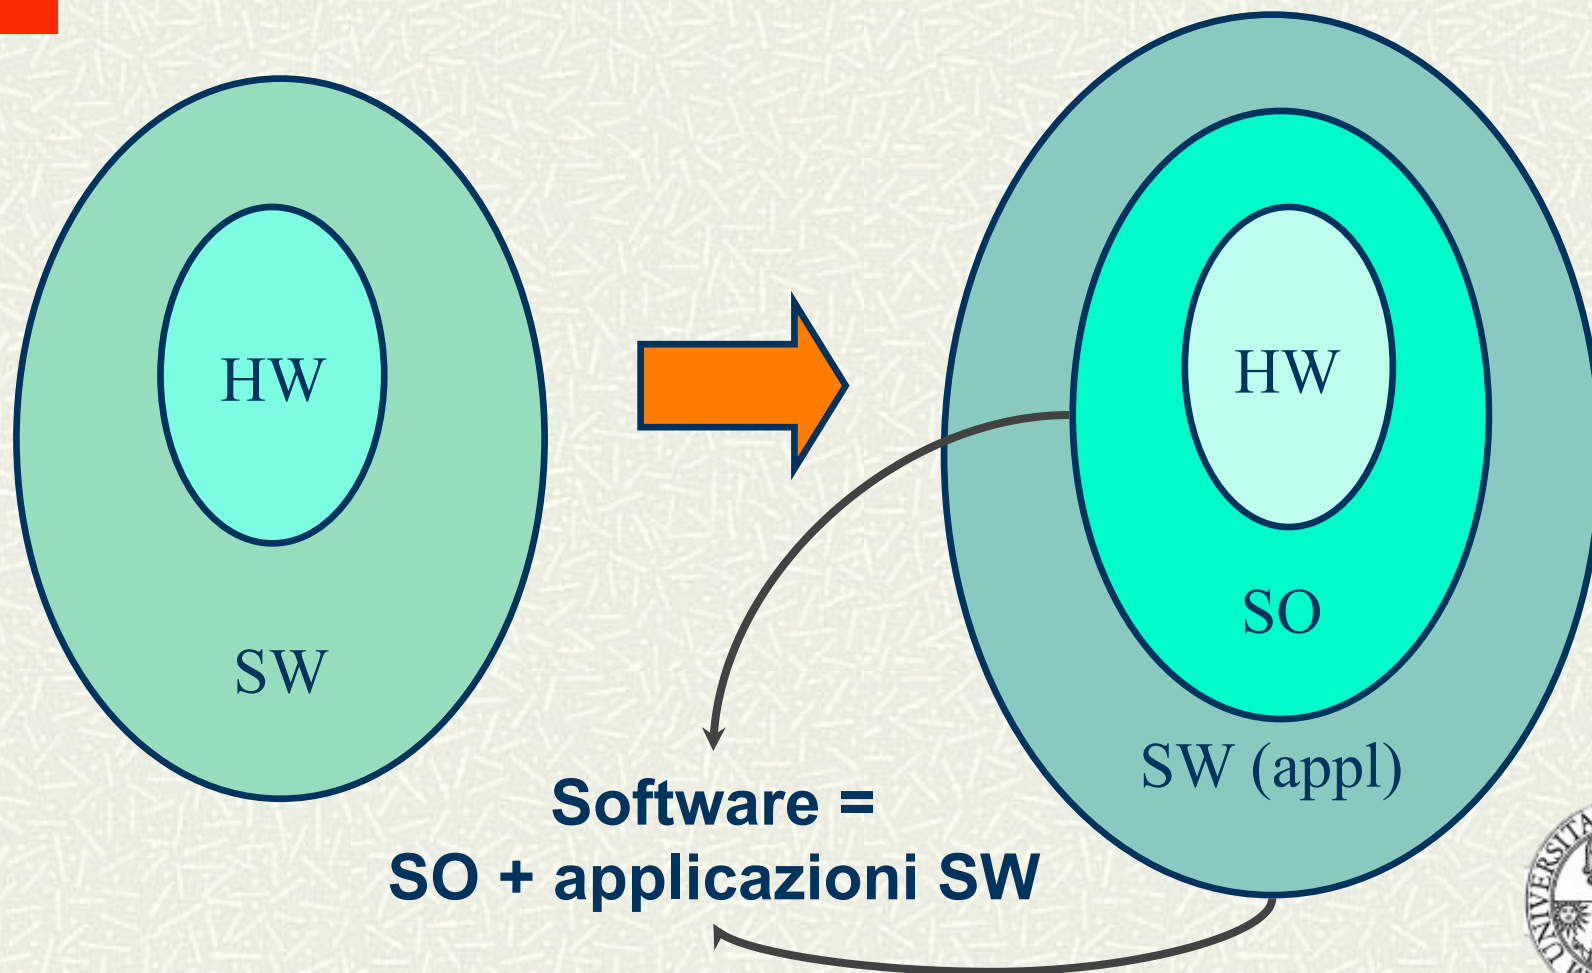 HW
SW
HW
SO
SW (appl)
Software =
SO + applicazioni SW